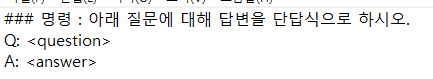 ### 명령 : 아래 질문에 대해 답변을 단답식으로 하시오.
Q: <question>
A: <answer>